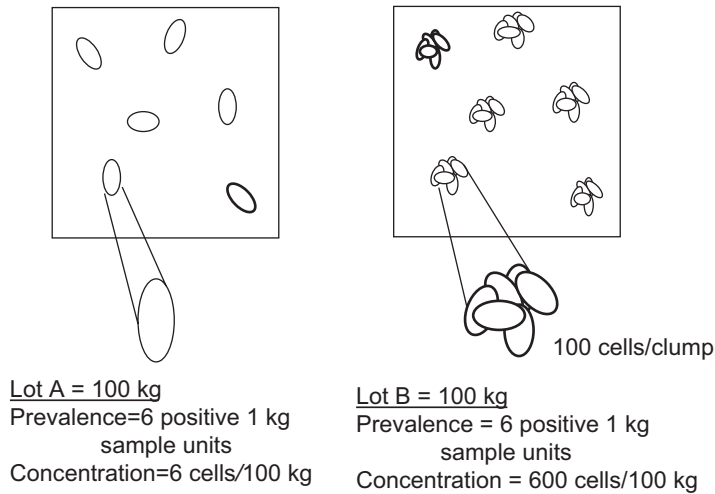 100 cells/clump
Lot A = 100 kg
Prevalence=6 positive 1 kg
sample units
Concentration=6 cells/100 kg
Lot B = 100 kg
Prevalence = 6 positive 1 kg
sample units
Concentration = 600 cells/100 kg